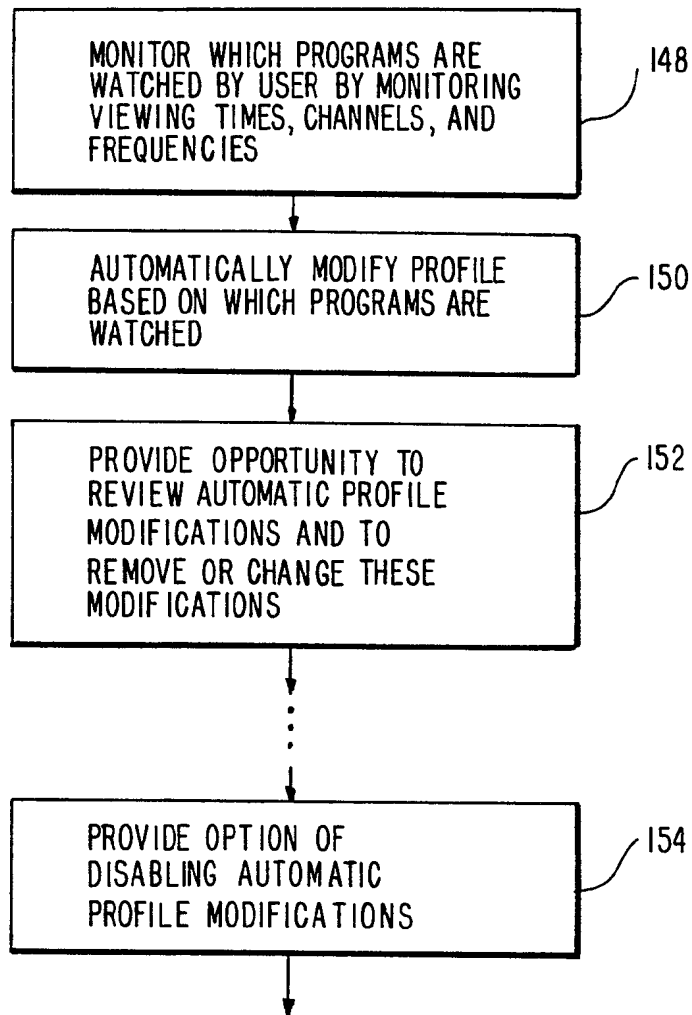 MONITOR WHICH PROGRAMS ARE
WATCHED BY USER BY MONITORING
VIEWING TIMES, CHANNELS, AND
FREQUENCIES
148
AUTOMATICALLY MODIFY PROFILE
BASED ON WHICH PROGRAMS ARE
WATCHED
150
PROVIDE OPPORTUNITY TO
REVIEW AUTOMATIC PROFILE
MODIFICATIONS AND TO
REMOVE OR CHANGE THESE
MODIFICATIONS
152
PROVIDE OPTION OF
DISABLING AUTOMATIC
PROFILE MODIFICATIONS
154